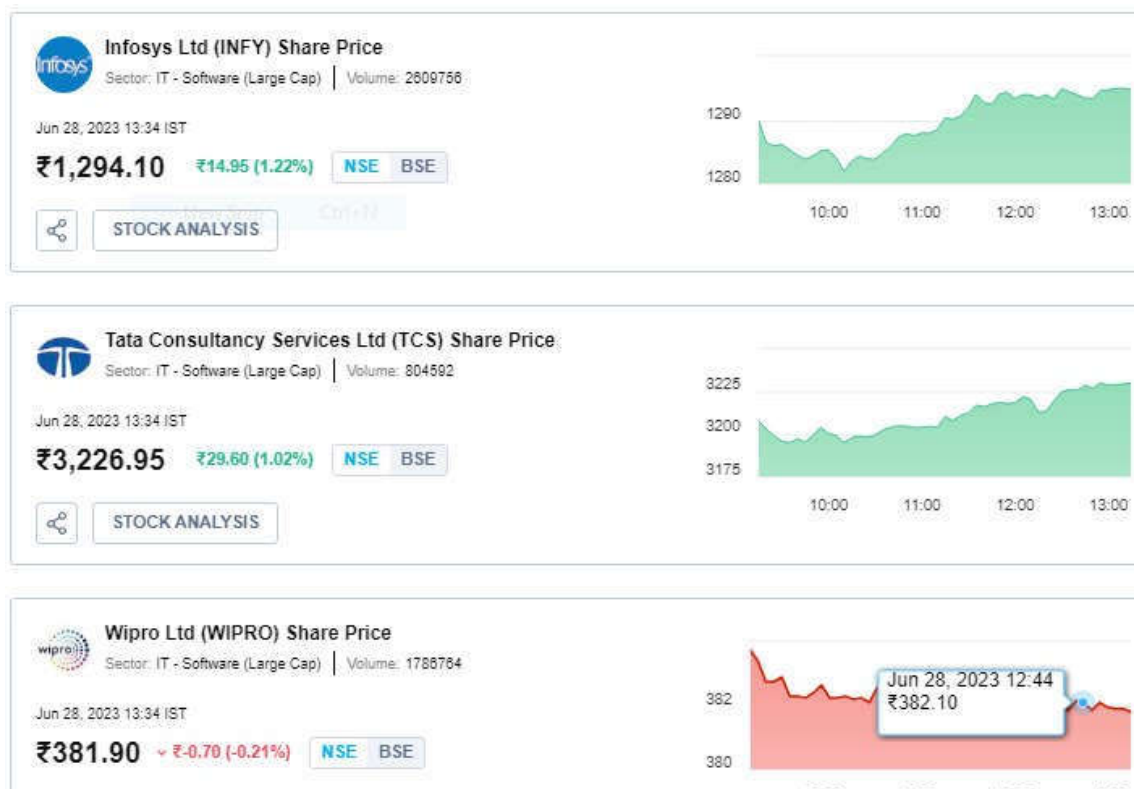 Infosys
Infosys Ltd (INFY) Share Price
Sector: IT - Software (Large Cap) | Volume: 2609756
Jun 28, 2023 13:34 IST
₹1,294.10 ₹14.95 (1.22%) NSE BSE
STOCK ANALYSIS
1290
1280
10:00 11:00 12:00 13:00
Tata Consultancy Services Ltd (TCS) Share Price
Sector: IT - Software (Large Cap) | Volume: 804592
Jun 28, 2023 13:34 IST
₹3,226.95 ₹29.60 (1.02%) NSE BSE
STOCK ANALYSIS
3225
3200
3175
10:00 11:00 12:00 13:00
wipro
Wipro Ltd (WIPRO) Share Price
Sector: IT - Software (Large Cap) | Volume: 1786764
Jun 28, 2023 13:34 IST
₹381.90 ₹-0.70 (-0.21%) NSE BSE
382
380
Jun 28, 2023 12:44
₹382.10